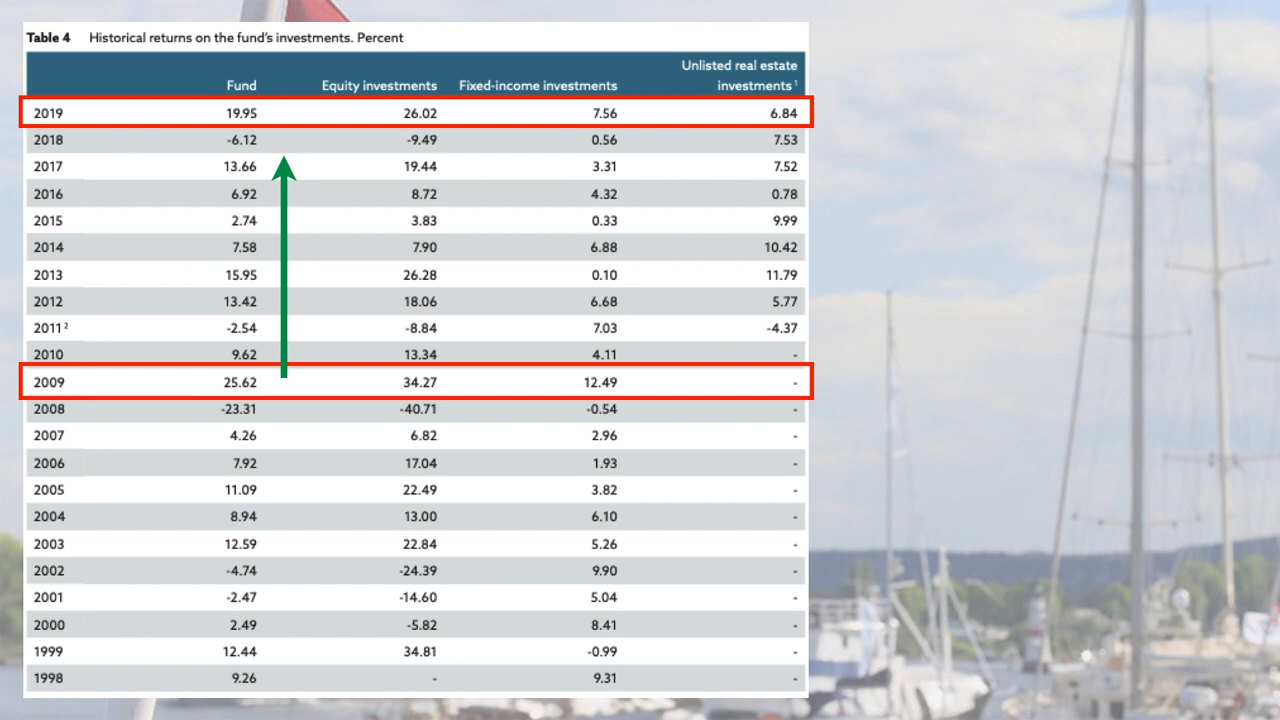 Table 4 Historical returns on the fund's investments. Percent
Unlisted real estate
Fund Equity investments Fixed-income investments investments¹
2019 19.95 26.02 7.56 6.84
2018 -6.12 -9.49 0.56 7.53
2017 13.66 19.44 3.31 7.52
2016 6.92 8.72 4.32 0.78
2015 2.74 3.83 0.33 9.99
2014 7.58 7.90 6.88 10.42
2013 15.95 26.28 0.10 11.79
2012 13.42 18.06 6.68 5.77
2011² -2.54 -8.84 7.03 -4.37
2010 9.62 13.34 4.11 -
2009 25.62 34.27 12.49 -
2008 -23.31 -40.71 -0.54 -
2007 4.26 6.82 2.96 -
2006 7.92 17.04 1.93 -
2005 11.09 22.49 3.82 -
2004 8.94 13.00 6.10 -
2003 12.59 22.84 5.26 -
2002 -4.74 -24.39 9.90 -
2001 -2.47 -14.60 5.04 -
2000 2.49 -5.82 8.41 -
1999 12.44 34.81 -0.99 -
1998 9.26 - 9.31 -